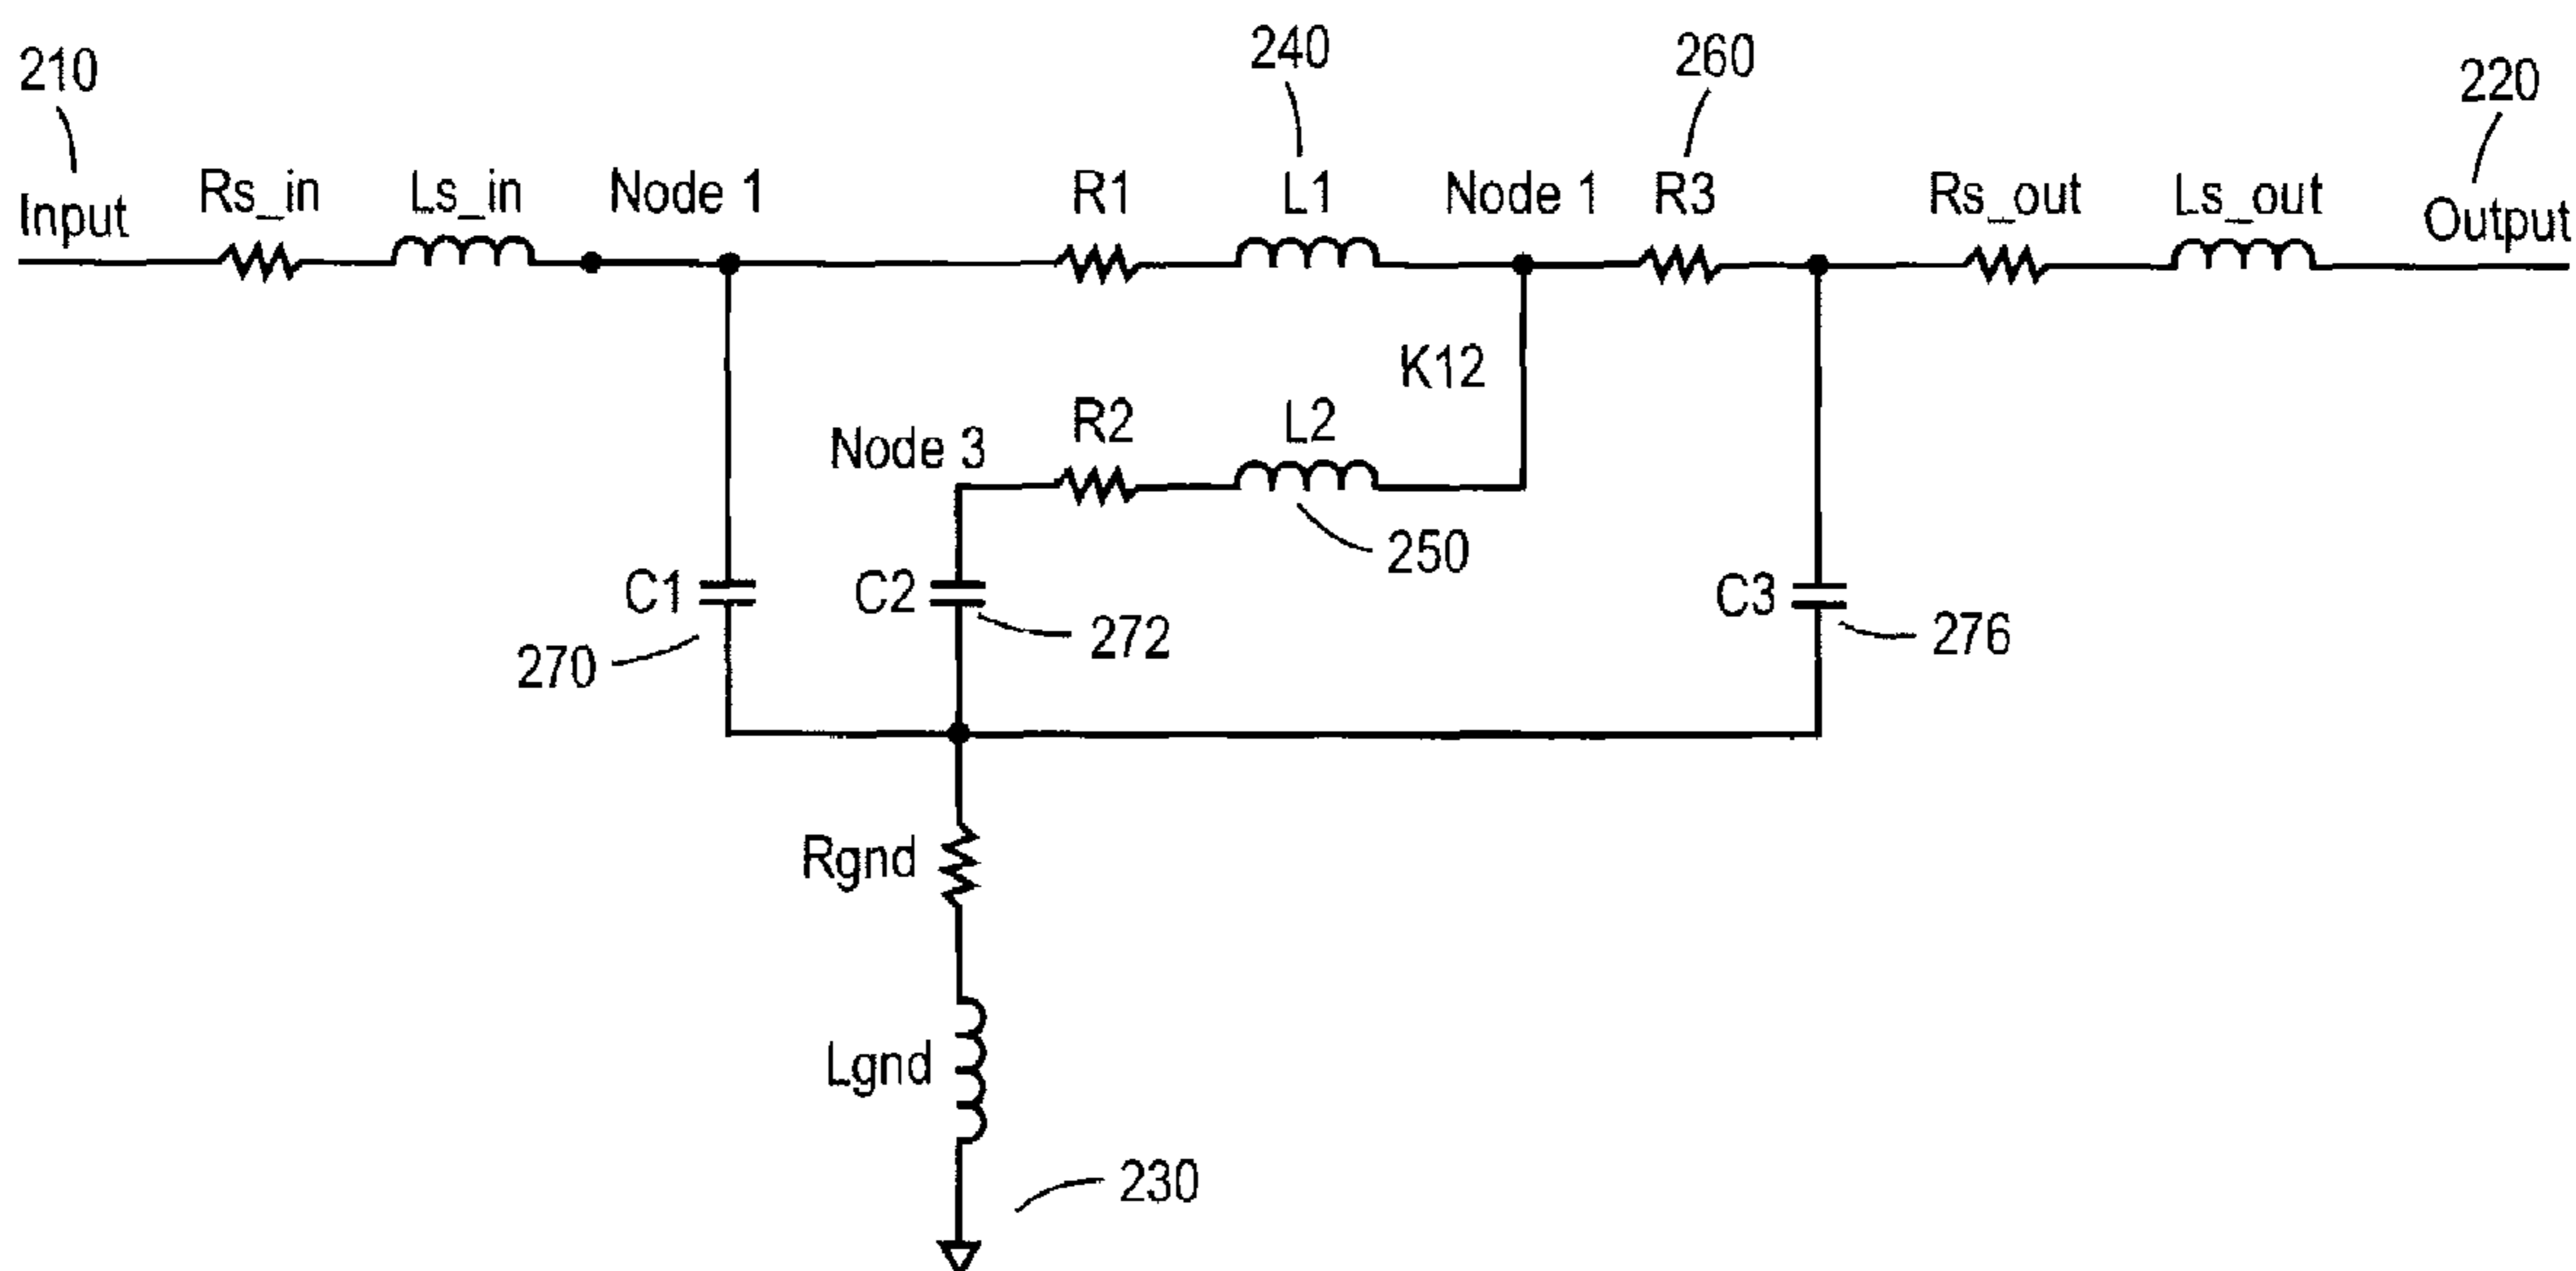 210
240
260
220
Input
Rs_in
Ls_in
Node 1
R1
L1
Node 1
R3
Rs_out
Ls_out
Output
K12
Node 3
R2
L2
250
C1
270
C2
272
C3
276
Rgnd
Lgnd
230